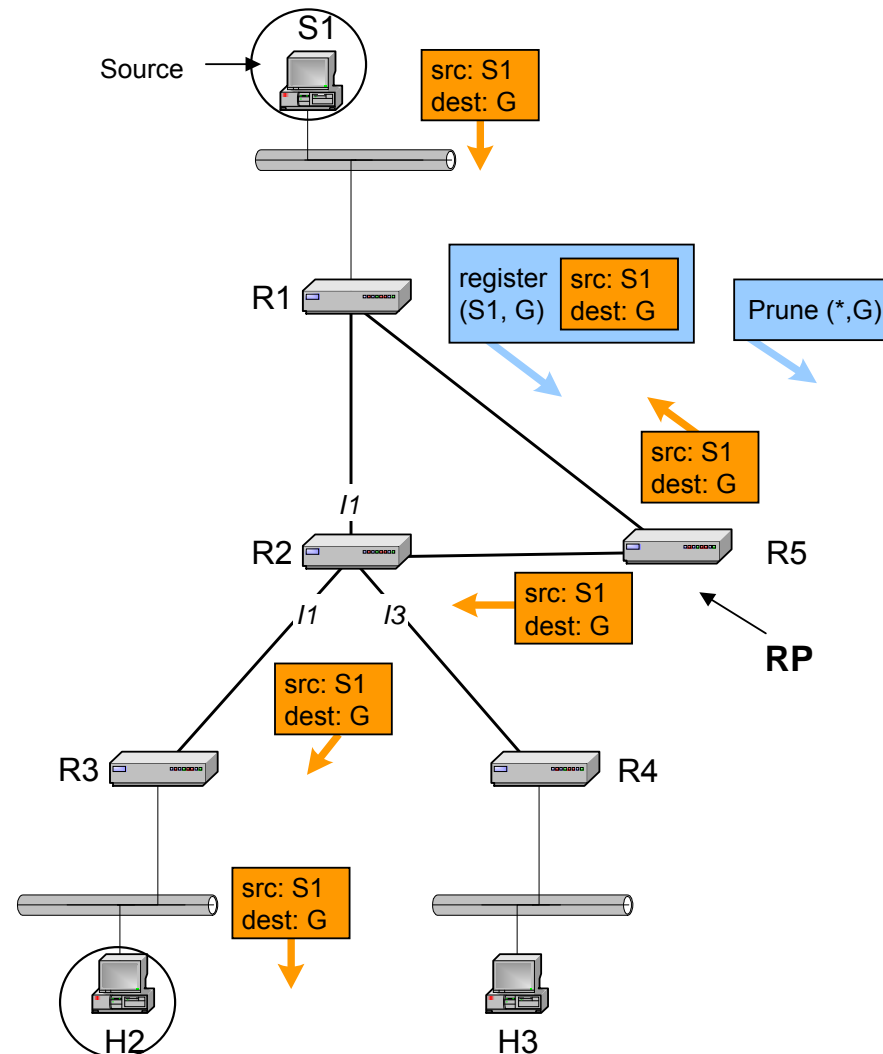 S1
Source
src: S1
dest: G
R1
register
(S1, G)
src: S1
dest: G
Prune (*,G)
src: S1
dest: G
I1
R2
R5
src: S1
dest: G
I1
I3
RP
src: S1
dest: G
R3
R4
src: S1
dest: G
H2
H3